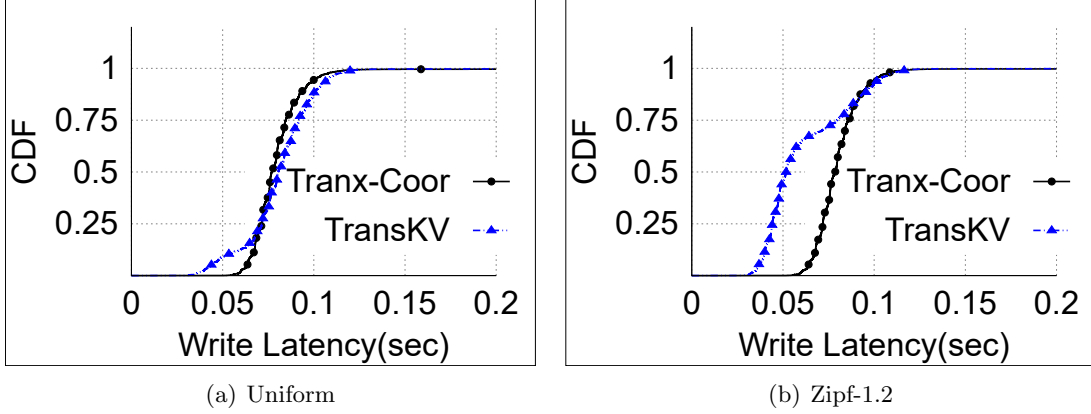 1
0.75
0.5
0.25
CDF
Tranx-Coor
TransKV
0 0.05 0.1 0.15 0.2
Write Latency(sec)
(a) Uniform
1
0.75
0.5
0.25
CDF
Tranx-Coor
TransKV
0 0.05 0.1 0.15 0.2
Write Latency(sec)
(b) Zipf-1.2